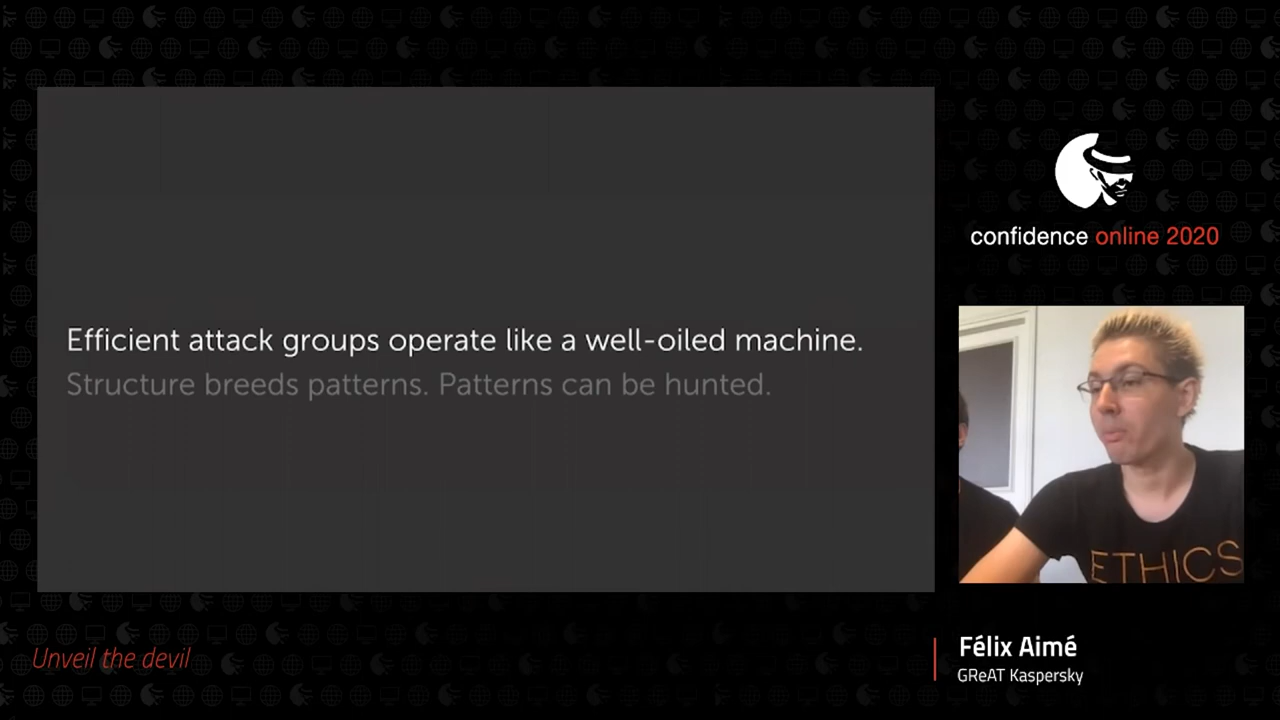 Efficient attack groups operate like a well-oiled machine.
Structure breeds patterns. Patterns can be hunted.
confidence online 2020
ETHICS
Unveil the devil
Félix Aimé
GReAT Kaspersky